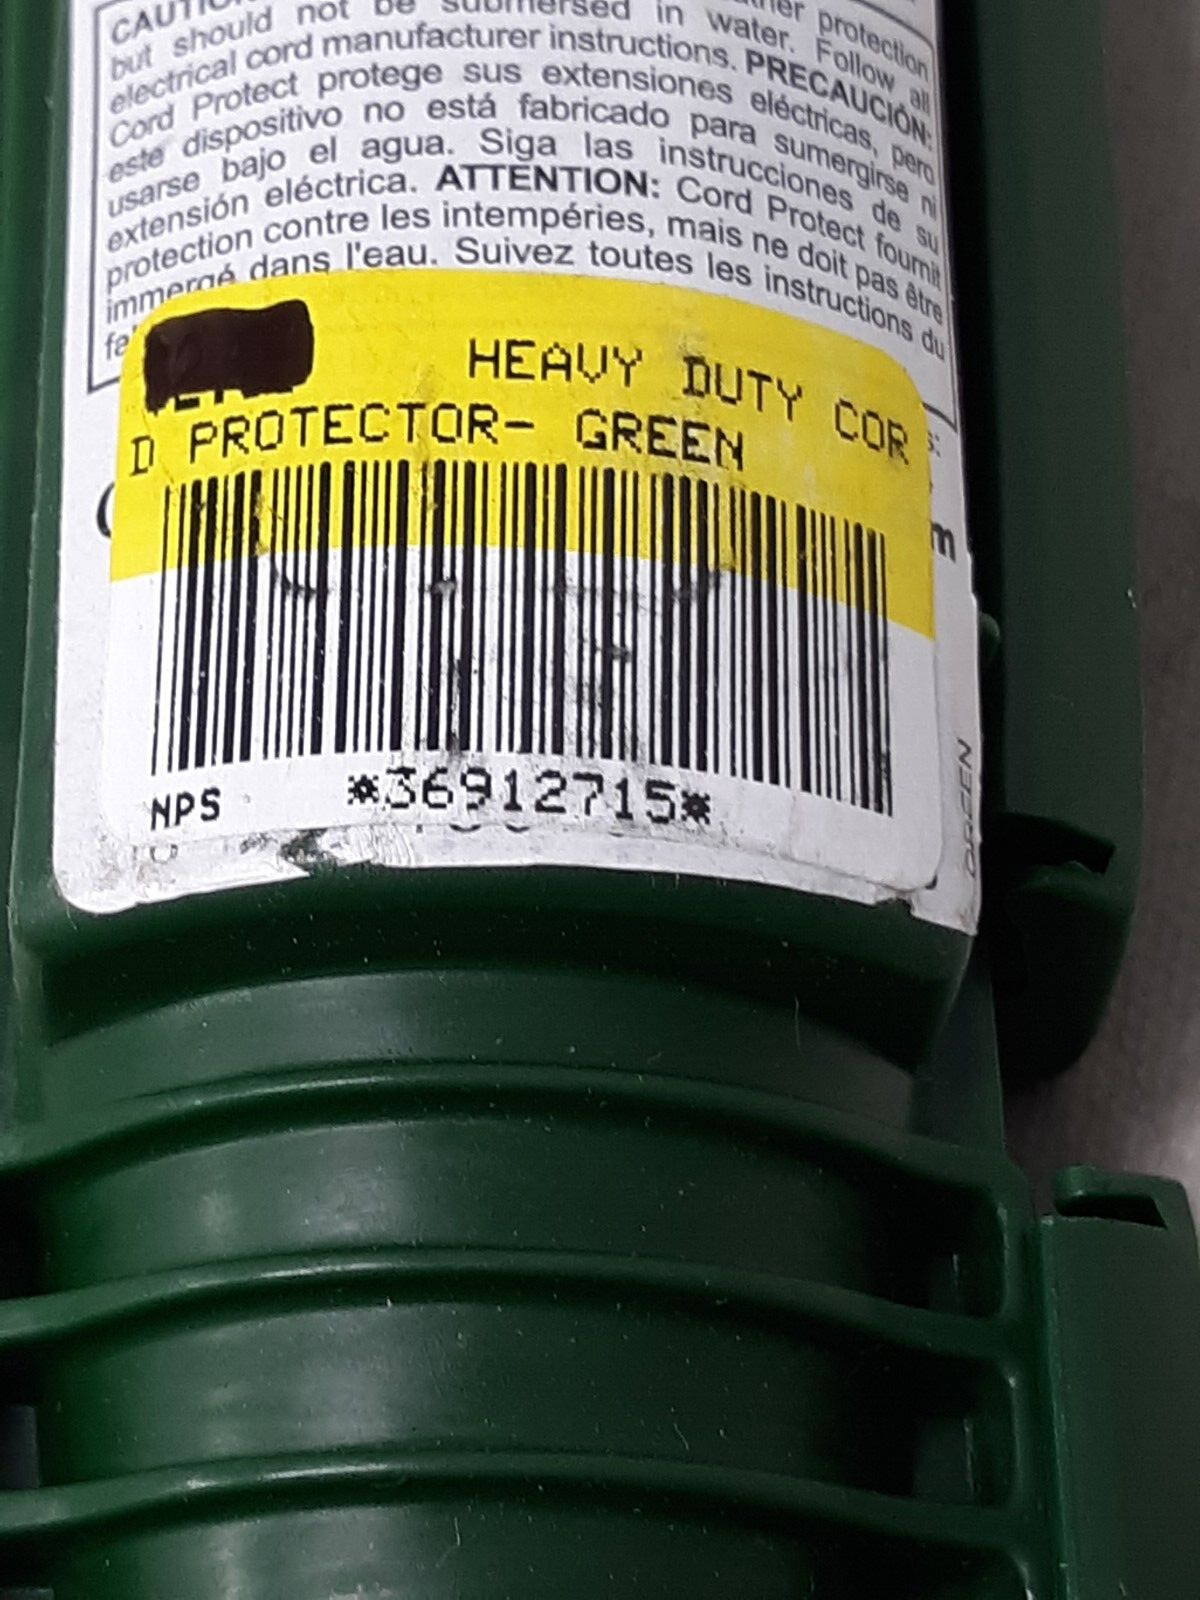 CAUTION
but should not be submersed in water. Follow all
electrical cord manufacturer instructions. PRECAUCIÓN:
Cord Protect protege sus extensiones eléctricas, pero
este dispositivo no está fabricado para sumergirse ni
usarse bajo el agua. Siga las instrucciones de su
extensión eléctrica. ATTENTION: Cord Protect fournit
protection contre les intempéries, mais ne doit pas être
immergé dans l'eau. Suivez toutes les instructions du
HEAVY DUTY COR
D PROTECTOR- GREEN
NPS *36912715*
GREEN